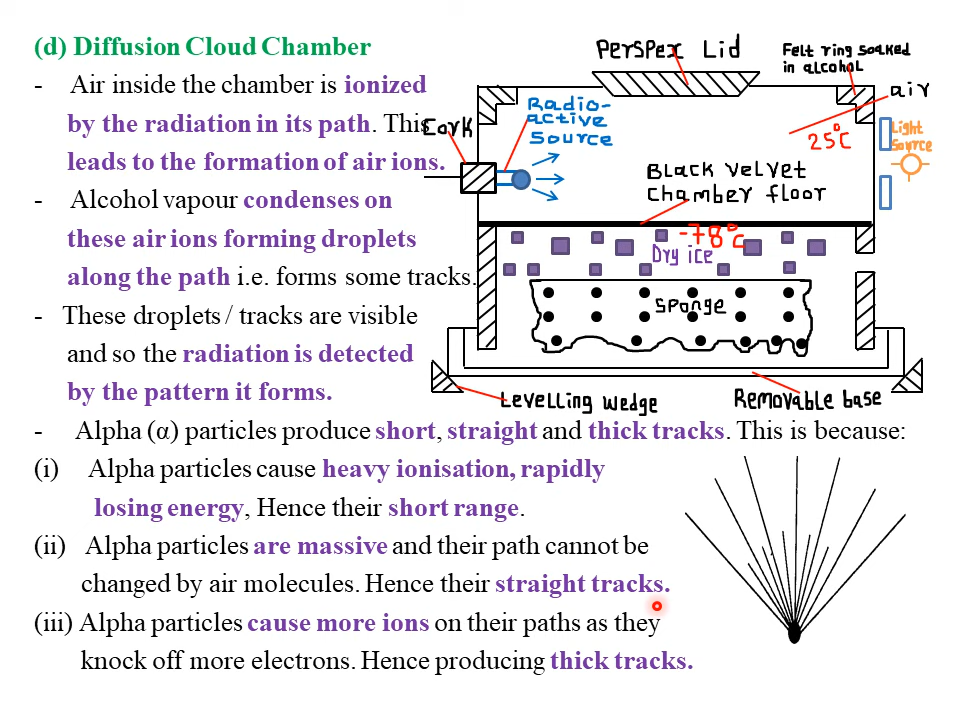 (d) Diffusion Cloud Chamber
- Air inside the chamber is ionized
by the radiation in its path. This
leads to the formation of air ions.
- Alcohol vapour condenses on
these air ions forming droplets
along the path i.e. forms some tracks.
- These droplets / tracks are visible
and so the radiation is detected
by the pattern it forms.
- Alpha (α) particles produce short, straight and thick tracks. This is because:
(i) Alpha particles cause heavy ionisation, rapidly
losing energy, Hence their short range.
(ii) Alpha particles are massive and their path cannot be
changed by air molecules. Hence their straight tracks.
(iii) Alpha particles cause more ions on their paths as they
knock off more electrons. Hence producing thick tracks.
Perspex Lid
Felt ring soaked
in alcohol
air
Radio-
active
Source
Cork
25°C
Light
Source
Black velvet
chamber floor
-78°C
Dry ice
Sponge
Levelling wedge
Removable base